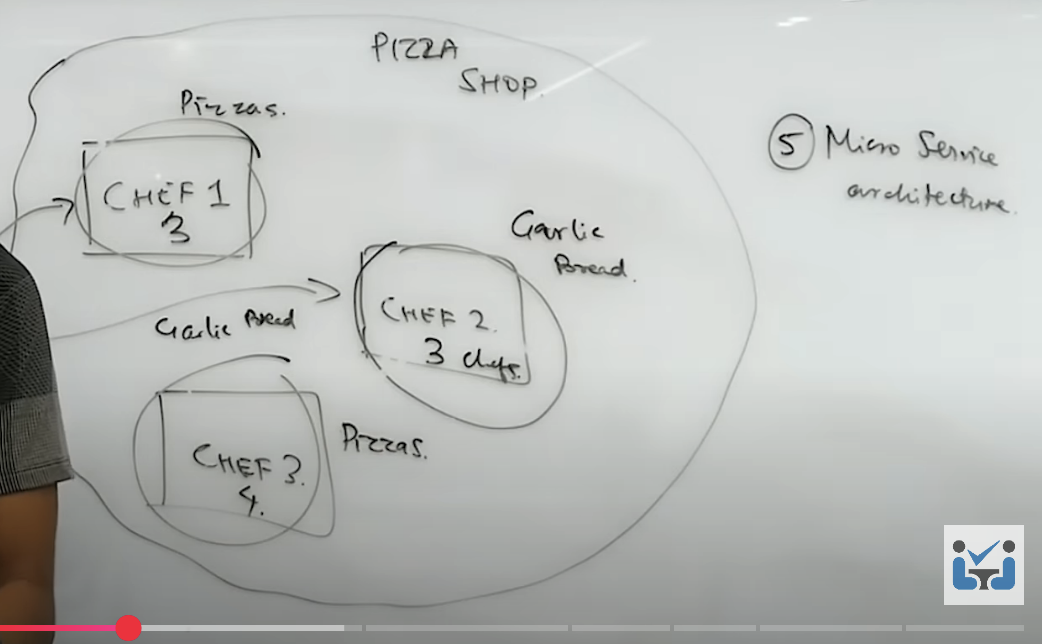 PIZZA
SHOP.
Pizzas.
CHEF 1
3
5 Micro Service
architecture.
Garlic
Bread.
CHEF 2.
3 chefs.
Garlic Bread
Pizzas.
CHEF 3.
4.